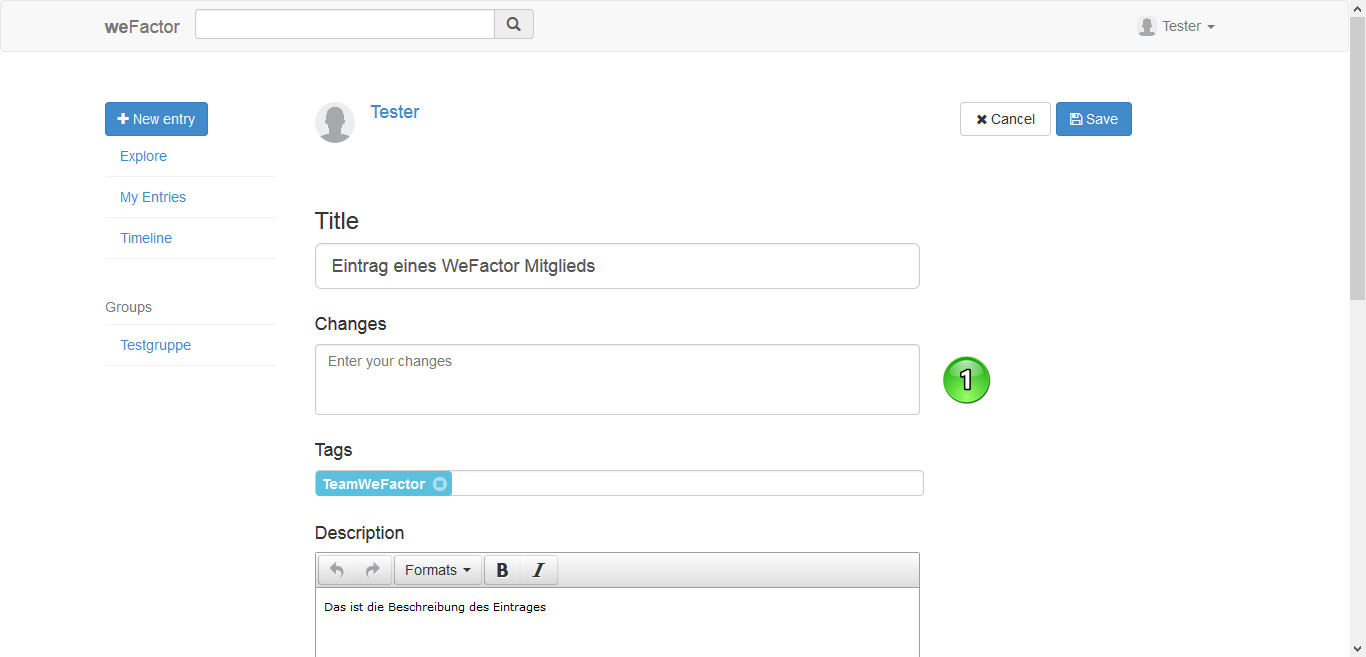 weFactor
Tester
New entry
Explore
My Entries
Timeline
Groups
Testgruppe
Tester
Cancel
Save
Title
Eintrag eines WeFactor Mitglieds
Changes
Enter your changes
1
Tags
TeamWeFactor
Description
Formats B I
Das ist die Beschreibung des Eintrages